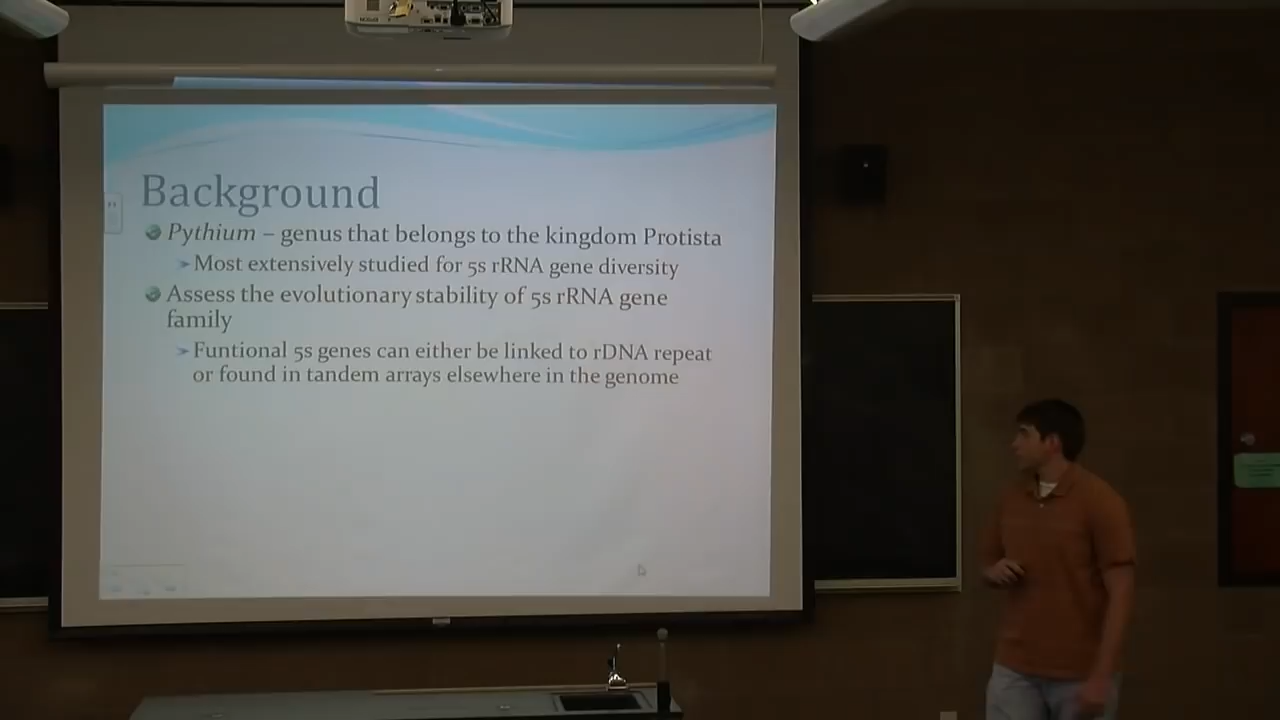 EPSON
Background
Pythium – genus that belongs to the kingdom Protista
Most extensively studied for 5s rRNA gene diversity
Assess the evolutionary stability of 5s rRNA gene
family
Funtional 5s genes can either be linked to rDNA repeat
or found in tandem arrays elsewhere in the genome